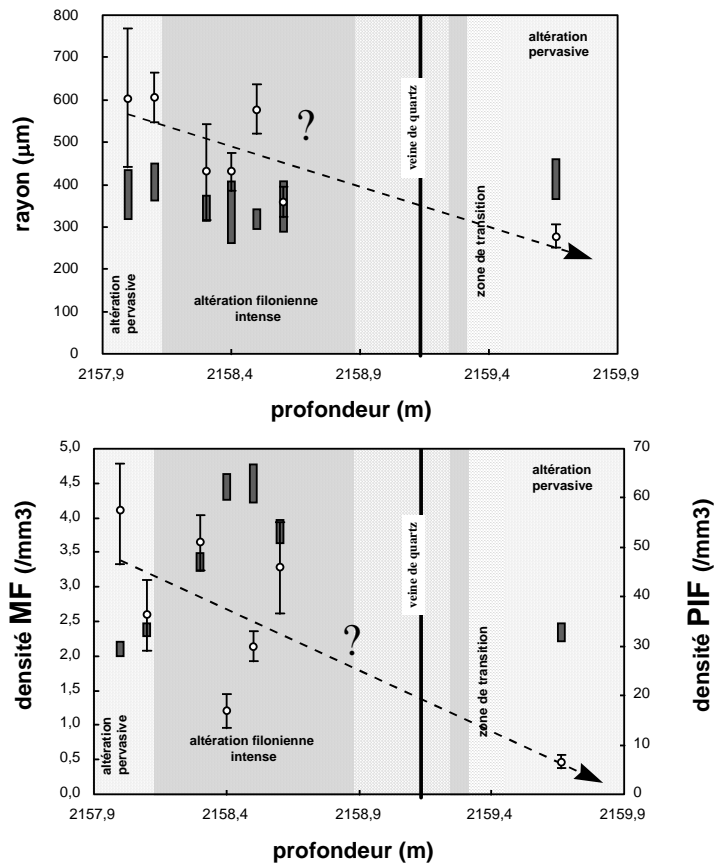 800
700
600
500
400
300
200
100
0
rayon (µm)
altération
pervasive
?
veine de quartz
altération
pervasive
altération filonienne
intense
zone de transition
2157,9
2158,4
2158,9
2159,4
2159,9
profondeur (m)
5,0
4,5
4,0
3,5
3,0
2,5
2,0
1,5
1,0
0,5
0,0
densité MF (/mm3)
altération
pervasive
?
veine de quartz
altération
pervasive
altération filonienne
intense
zone de transition
70
60
50
40
30
20
10
0
densité PIF (/mm3)
2157,9
2158,4
2158,9
2159,4
2159,9
profondeur (m)